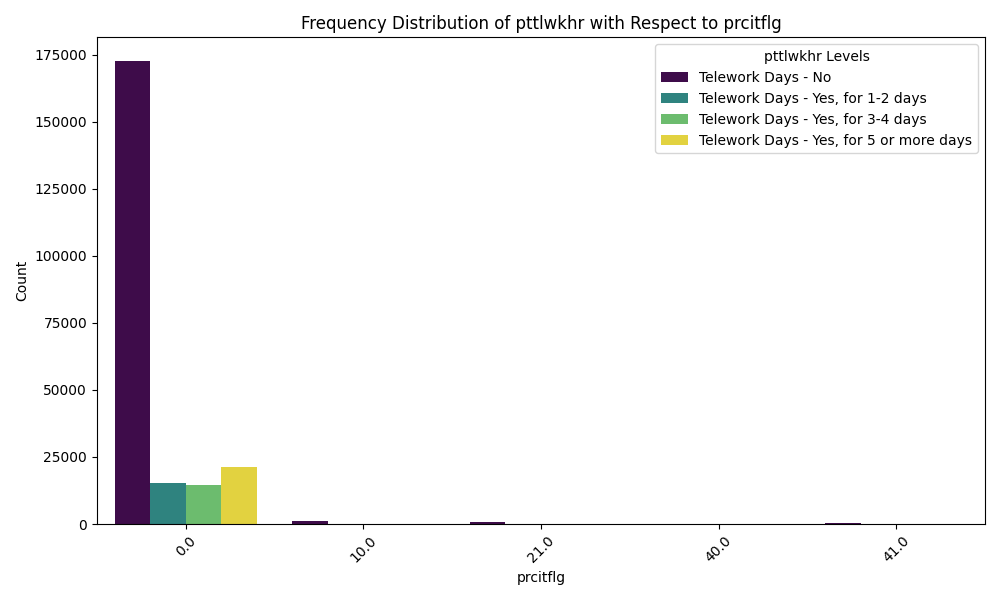 Frequency Distribution of pttlwkhr with Respect to prcitflg
pttlwkhr Levels
Telework Days - No
Telework Days - Yes, for 1-2 days
Telework Days - Yes, for 3-4 days
Telework Days - Yes, for 5 or more days
175000
150000
125000
100000
75000
50000
25000
0
Count
0.0
10.0
21.0
40.0
41.0
prcitflg